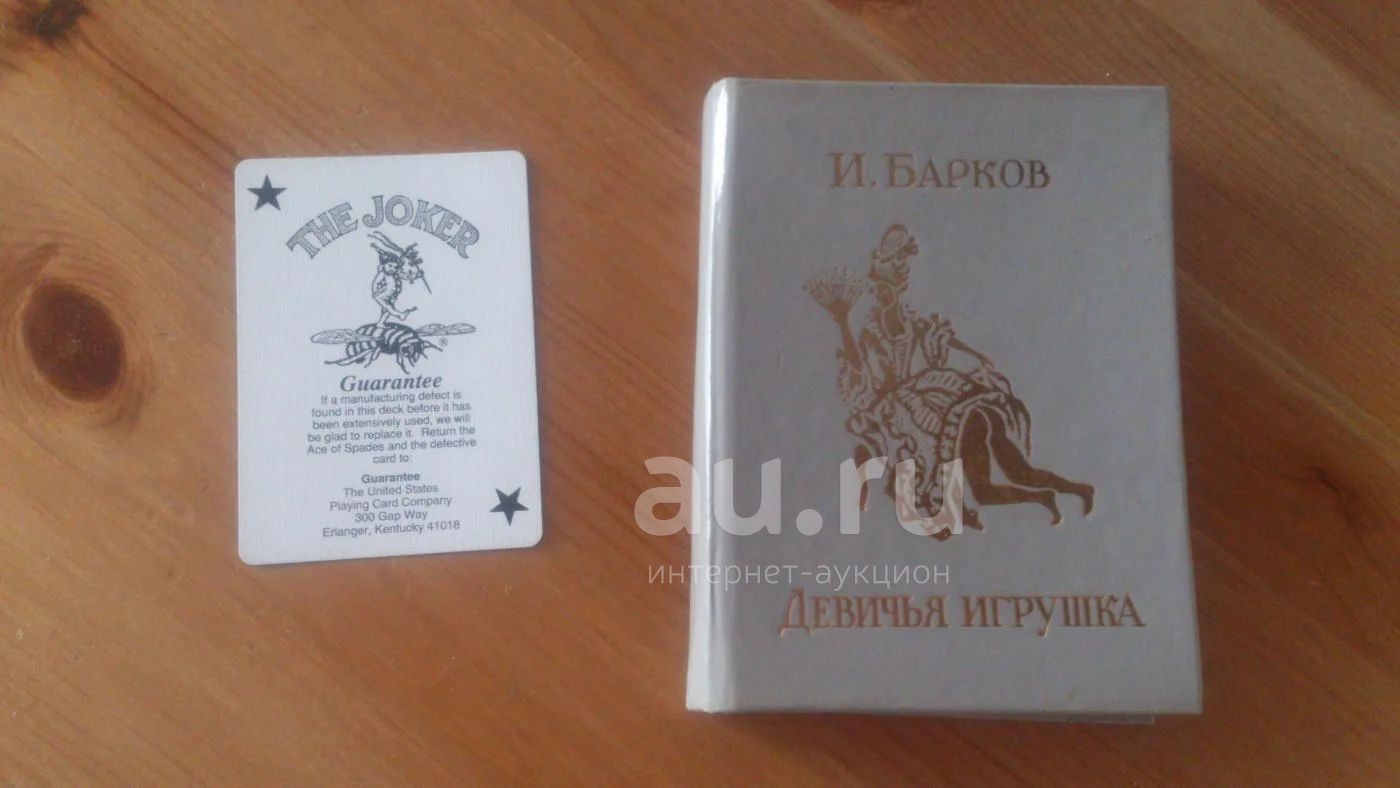 THE JOKER
®
Guarantee
If a manufacturing defect is
found in this deck before it has
been extensively used, we will
be glad to replace it. Return the
Ace of Spades and the defective
card to:
Guarantee
The United States
Playing Card Company
300 Gap Way
Erlanger, Kentucky 41018
И. БАРКОВ
ДЕВИЧЬЯ ИГРУШКА
au.ru
интернет-аукцион